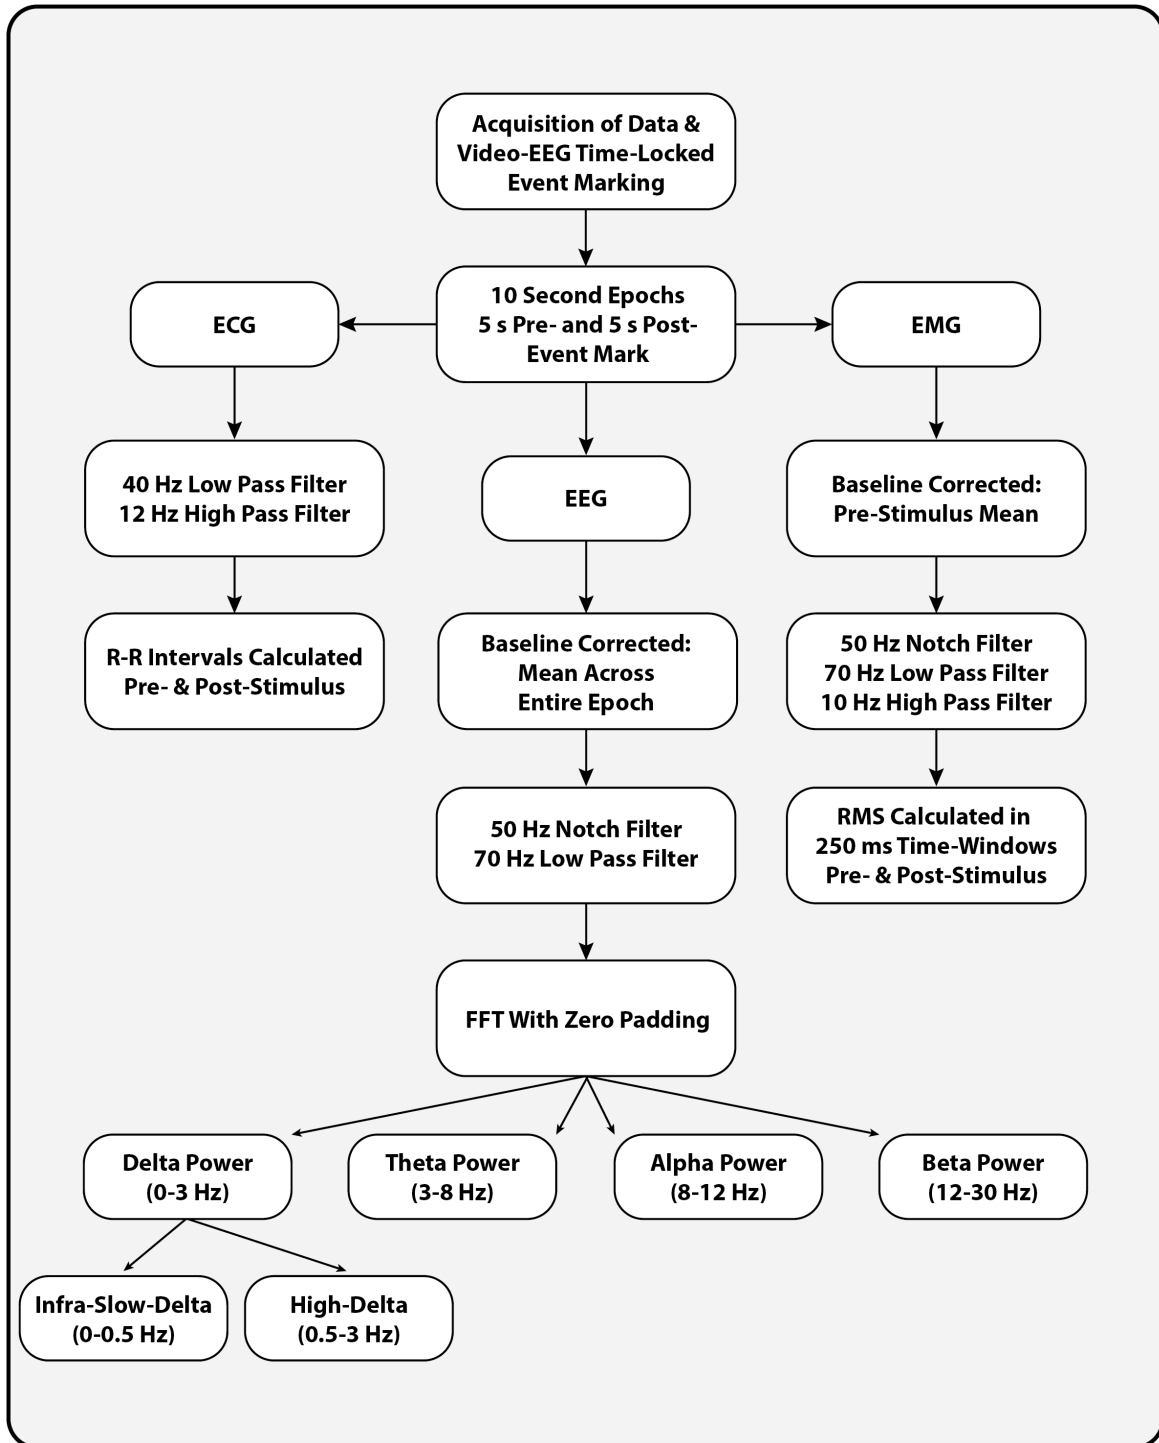 Acquisition of Data &
Video-EEG Time-Locked
Event Marking
10 Second Epochs
5 s Pre- and 5 s Post-
Event Mark
ECG
EMG
40 Hz Low Pass Filter
12 Hz High Pass Filter
EEG
Baseline Corrected:
Pre-Stimulus Mean
R-R Intervals Calculated
Pre- & Post-Stimulus
Baseline Corrected:
Mean Across
Entire Epoch
50 Hz Notch Filter
70 Hz Low Pass Filter
10 Hz High Pass Filter
50 Hz Notch Filter
70 Hz Low Pass Filter
RMS Calculated in
250 ms Time-Windows
Pre- & Post-Stimulus
FFT With Zero Padding
Delta Power
(0-3 Hz)
Theta Power
(3-8 Hz)
Alpha Power
(8-12 Hz)
Beta Power
(12-30 Hz)
Infra-Slow-Delta
(0-0.5 Hz)
High-Delta
(0.5-3 Hz)